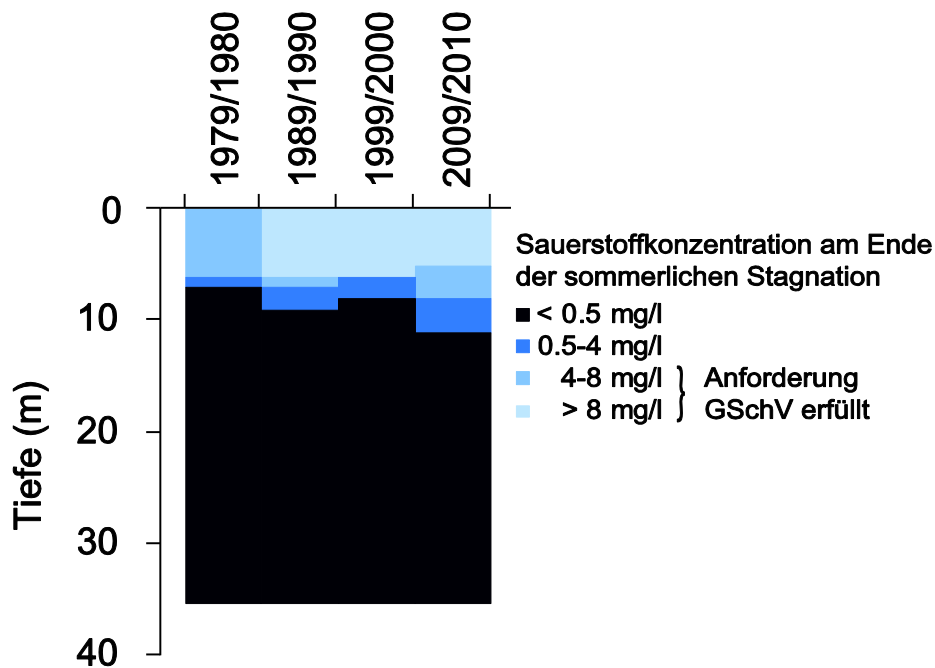 1979/1980
1989/1990
1999/2000
2009/2010
0
10
20
30
40
Tiefe (m)
Sauerstoffkonzentration am Ende
der sommerlichen Stagnation
< 0.5 mg/l
0.5-4 mg/l
4-8 mg/l } Anforderung
> 8 mg/l GSchV erfüllt